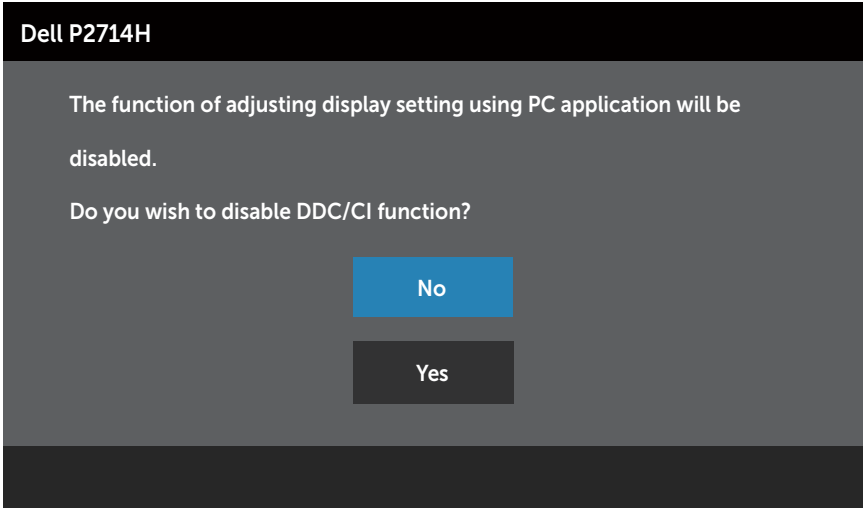 Dell P2714H
The function of adjusting display setting using PC application will be
disabled.
Do you wish to disable DDC/CI function?
No
Yes